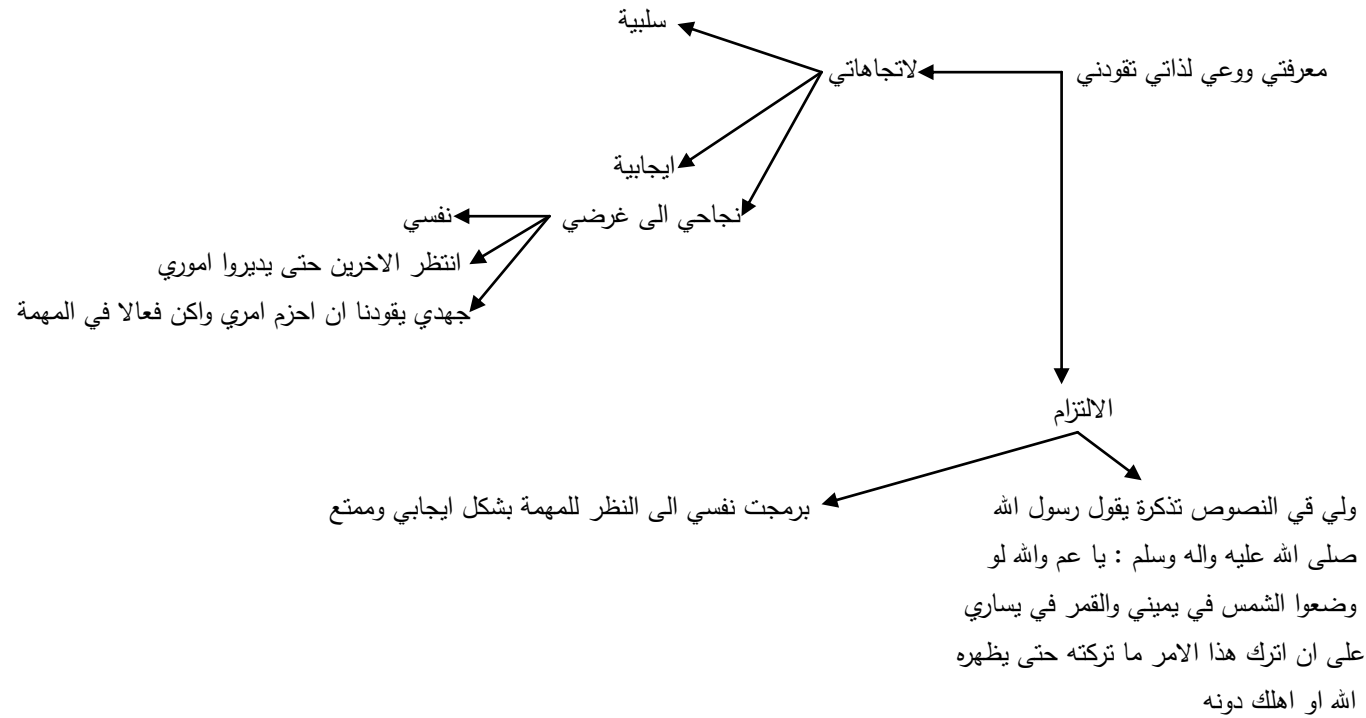 سلبية
معرفتي ووعي لذاتي تقودني
لاتجاهاتي
ايجابية
نجاحي الى غرضي
نفسي
انتظر الاخرين حتى يديروا اموري
جهدي يقودنا ان احزم امري واكن فعالا في المهمة
الالتزام
ولي قي النصوص تذكرة يقول رسول الله
صلى الله عليه واله وسلم : يا عم والله لو
وضعوا الشمس في يميني والقمر في يساري
على ان اترك هذا الامر ما تركته حتى يظهره
الله او اهلك دونه
برمجت نفسي الى النظر للمهمة بشكل ايجابي وممتع